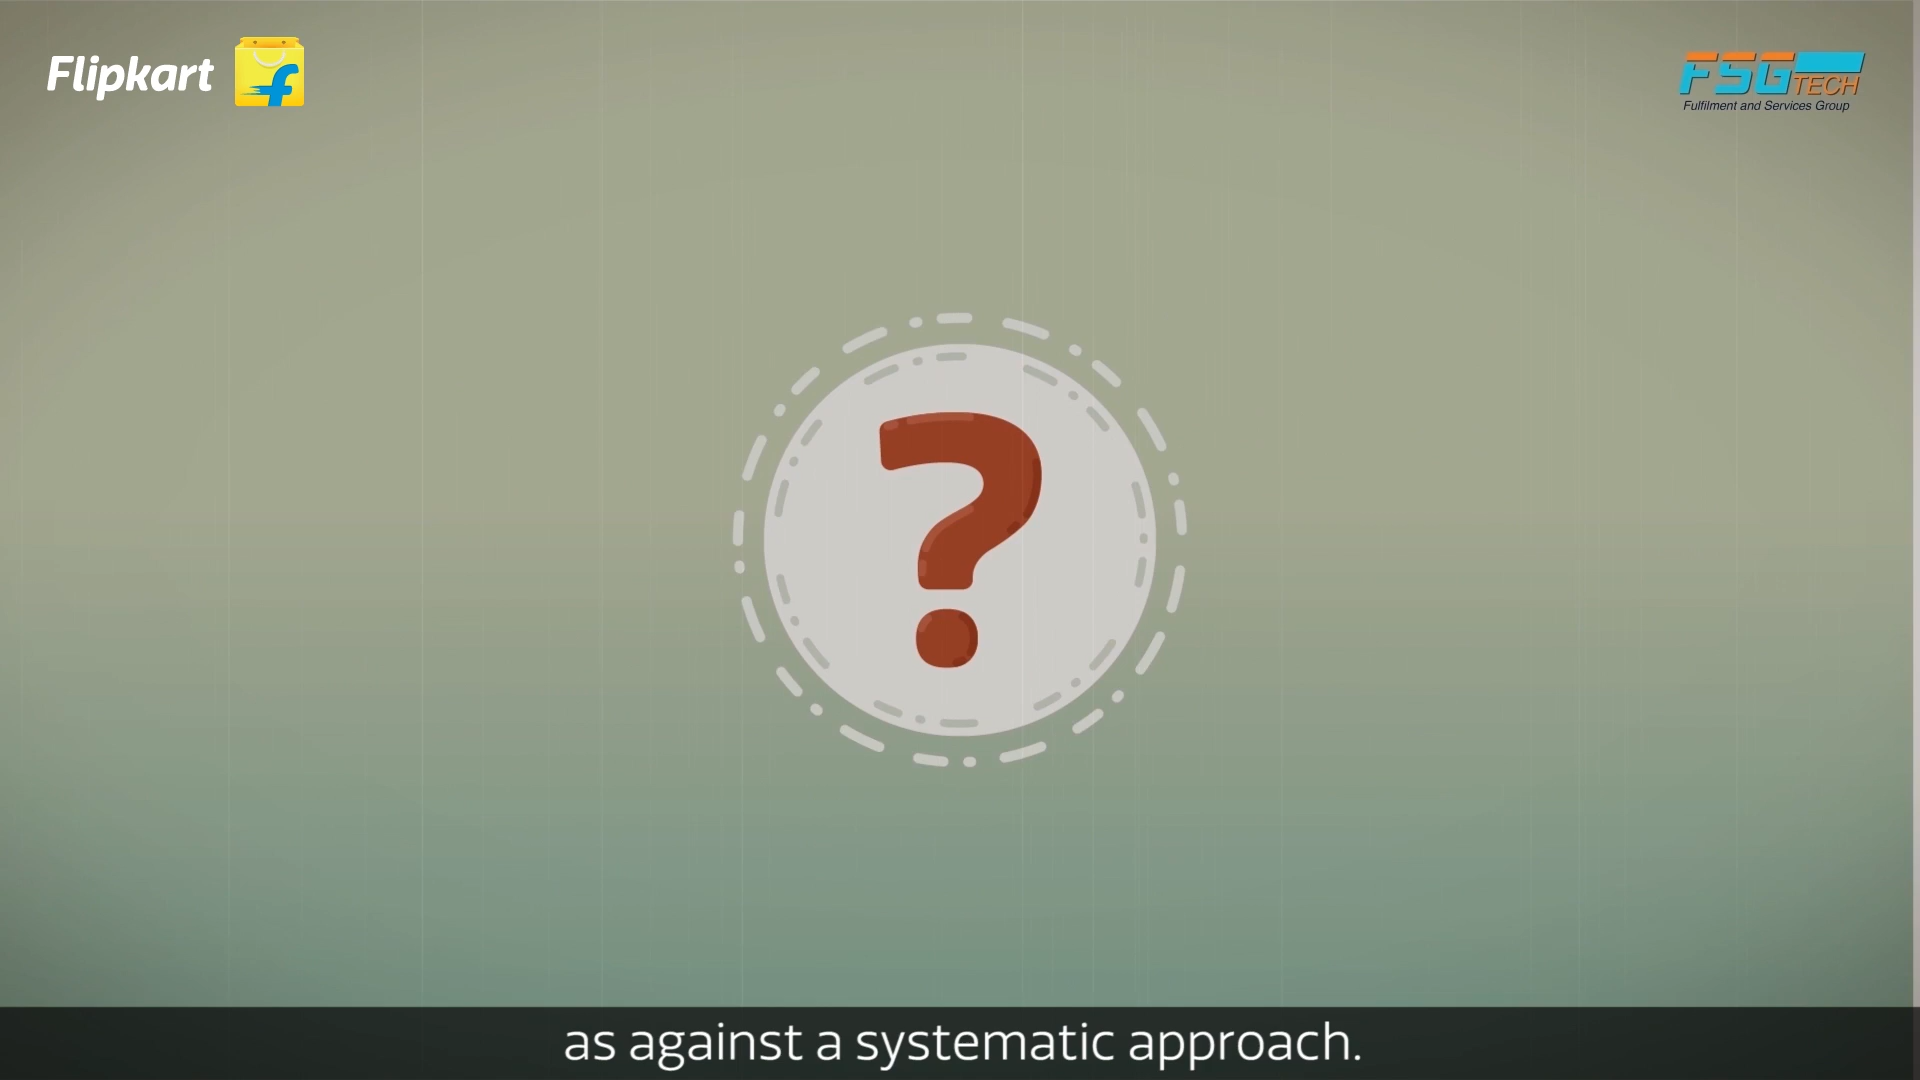 Flipkart
FSG TECH
Fulfilment and Services Group
?
as against a systematic approach.